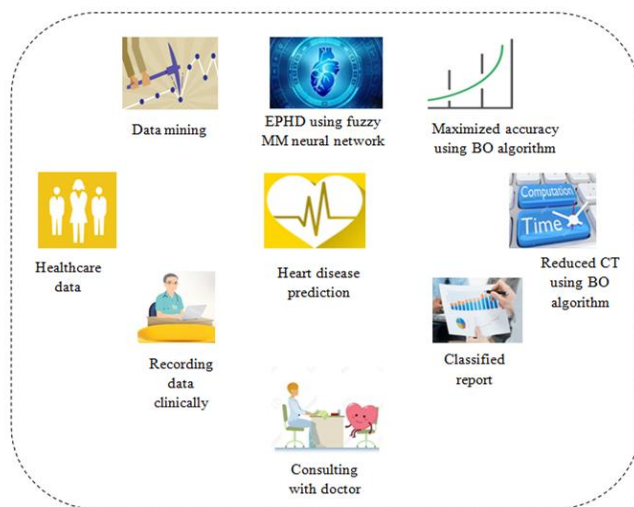 Data mining
EPHD using fuzzy
MM neural network
Maximized accuracy
using BO algorithm
Healthcare
data
Heart disease
prediction
Computation
Time
Reduced CT
using BO
algorithm
Recording
data
clinically
Classified
report
Consulting
with doctor